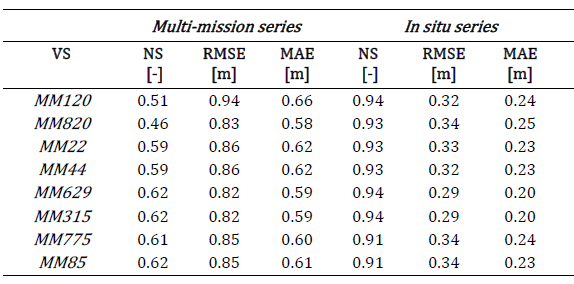 Multi-mission series In situ series
VS NS RMSE MAE NS RMSE MAE
[-] [m] [m] [-] [m] [m]
MM120 0.51 0.94 0.66 0.94 0.32 0.24
MM820 0.46 0.83 0.58 0.93 0.34 0.25
MM22 0.59 0.86 0.62 0.93 0.33 0.23
MM44 0.59 0.86 0.62 0.93 0.32 0.23
MM629 0.62 0.82 0.59 0.94 0.29 0.20
MM315 0.62 0.82 0.59 0.94 0.29 0.20
MM775 0.61 0.85 0.60 0.91 0.34 0.24
MM85 0.62 0.85 0.61 0.91 0.34 0.23